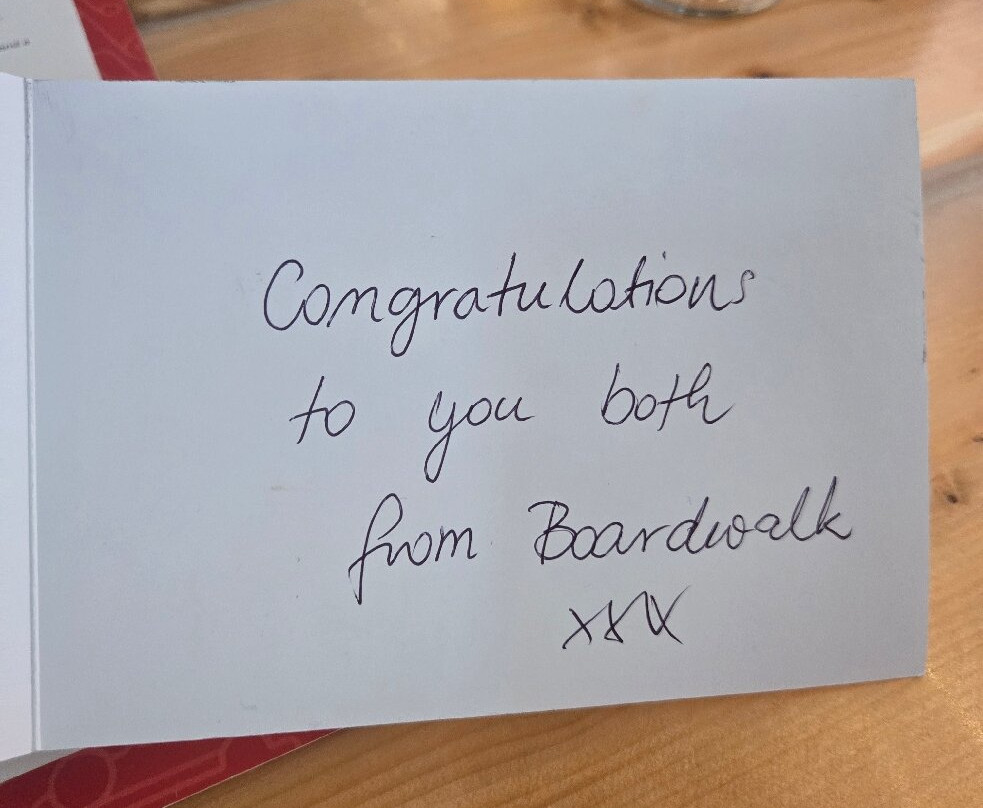 Congratulations
to you both
from Boardwalk
xxx